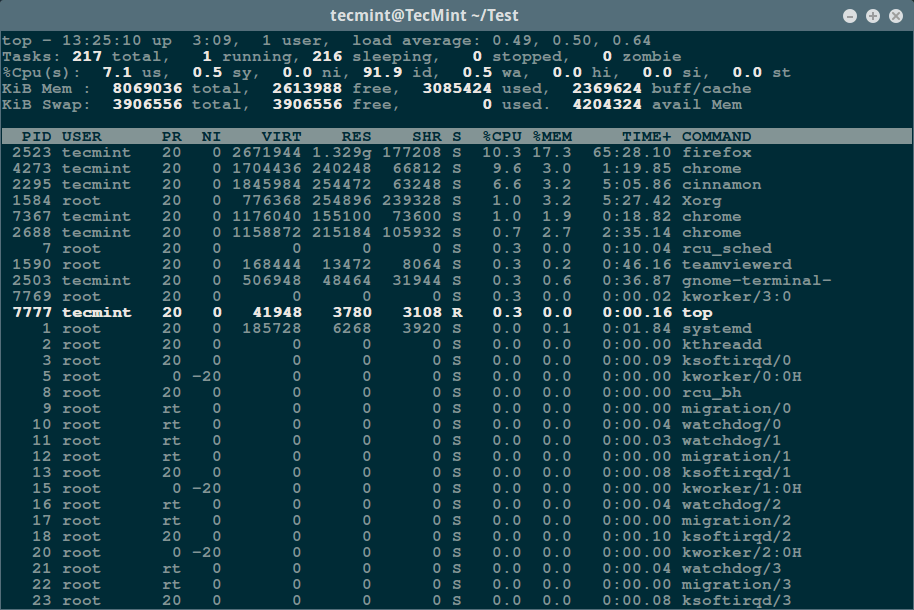 tecmint@TecMint ~/Test
top - 13:25:10 up  3:09,  1 user,  load average: 0.49, 0.50, 0.64
Tasks: 217 total,   1 running, 216 sleeping,   0 stopped,   0 zombie
%Cpu(s):  7.1 us,  0.5 sy,  0.0 ni, 91.9 id,  0.5 wa,  0.0 hi,  0.0 si,  0.0 st
KiB Mem :  8069036 total,  2613988 free,  3085424 used,  2369624 buff/cache
KiB Swap:  3906556 total,  3906556 free,        0 used.  4204324 avail Mem
PID USER      PR  NI    VIRT    RES    SHR S  %CPU %MEM     TIME+ COMMAND
2523 tecmint   20   0 2671944 1.329g 177208 S  10.3 17.3  65:28.10 firefox
4273 tecmint   20   0 1704436 240248  66812 S   9.6  3.0   1:19.85 chrome
2295 tecmint   20   0 1845984 254472  63248 S   6.6  3.2   5:05.86 cinnamon
1584 root      20   0  776368 254896 239328 S   1.0  3.2   5:27.42 Xorg
7367 tecmint   20   0 1176040 155100  73600 S   1.0  1.9   0:18.82 chrome
2688 tecmint   20   0 1158872 215184 105932 S   0.7  2.7   2:35.14 chrome
7 root      20   0       0      0      0 S   0.3  0.0   0:10.04 rcu_sched
1590 root      20   0  168444  13472   8064 S   0.3  0.2   0:46.16 teamviewerd
2503 tecmint   20   0  506948  48464  31944 S   0.3  0.6   0:36.87 gnome-terminal-
7769 root      20   0       0      0      0 S   0.3  0.0   0:00.02 kworker/3:0
7777 tecmint   20   0   41948   3780   3108 R   0.3  0.0   0:00.16 top
1 root      20   0  185728   6268   3920 S   0.0  0.1   0:01.84 systemd
2 root      20   0       0      0      0 S   0.0  0.0   0:00.00 kthreadd
3 root      20   0       0      0      0 S   0.0  0.0   0:00.09 ksoftirqd/0
5 root       0 -20       0      0      0 S   0.0  0.0   0:00.00 kworker/0:0H
8 root      20   0       0      0      0 S   0.0  0.0   0:00.00 rcu_bh
9 root      rt   0       0      0      0 S   0.0  0.0   0:00.00 migration/0
10 root      rt   0       0      0      0 S   0.0  0.0   0:00.04 watchdog/0
11 root      rt   0       0      0      0 S   0.0  0.0   0:00.03 watchdog/1
12 root      rt   0       0      0      0 S   0.0  0.0   0:00.00 migration/1
13 root      20   0       0      0      0 S   0.0  0.0   0:00.08 ksoftirqd/1
15 root       0 -20       0      0      0 S   0.0  0.0   0:00.00 kworker/1:0H
16 root      rt   0       0      0      0 S   0.0  0.0   0:00.04 watchdog/2
17 root      rt   0       0      0      0 S   0.0  0.0   0:00.00 migration/2
18 root      20   0       0      0      0 S   0.0  0.0   0:00.10 ksoftirqd/2
20 root       0 -20       0      0      0 S   0.0  0.0   0:00.00 kworker/2:0H
21 root      rt   0       0      0      0 S   0.0  0.0   0:00.04 watchdog/3
22 root      rt   0       0      0      0 S   0.0  0.0   0:00.00 migration/3
23 root      20   0       0      0      0 S   0.0  0.0   0:00.08 ksoftirqd/3